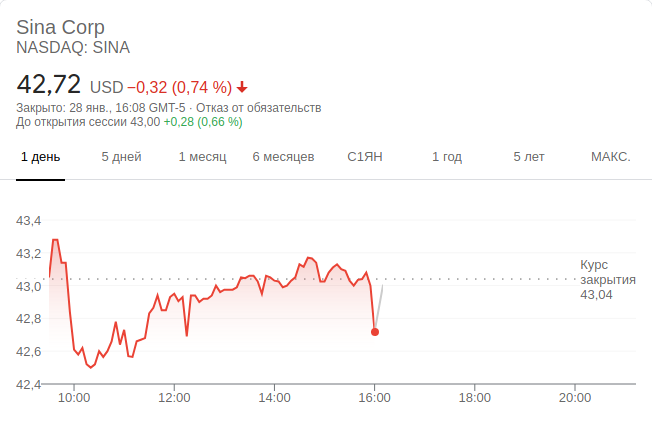 Sina Corp
NASDAQ: SINA
42,72 USD −0,32 (0,74 %)
Закрыто: 28 янв., 16:08 GMT-5 · Отказ от обязательств
До открытия сессии 43,00 +0,28 (0,66 %)
1 день 5 дней 1 месяц 6 месяцев С1ЯН 1 год 5 лет МАКС.
43,4
43,2
43,0
42,8
42,6
42,4
Курс
закрытия
43,04
10:00 12:00 14:00 16:00 18:00 20:00